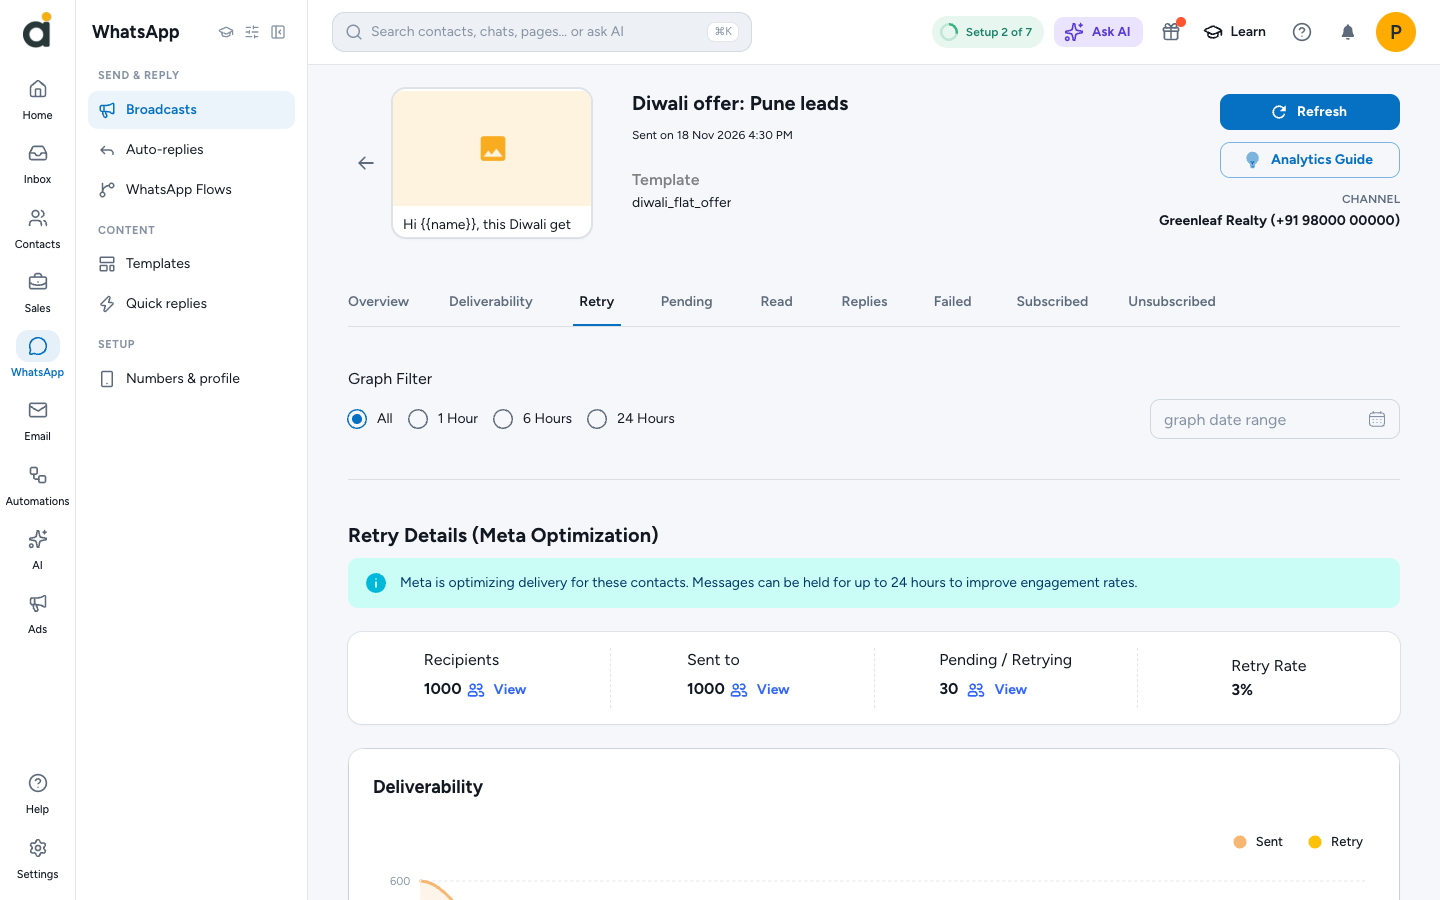 WhatsApp
Search contacts, chats, pages... or ask AI
⌘K
Setup 2 of 7
Ask AI
Learn
P
Home
Inbox
Contacts
Sales
WhatsApp
Email
Automations
AI
Ads
Help
Settings
SEND & REPLY
Broadcasts
Auto-replies
WhatsApp Flows
CONTENT
Templates
Quick replies
SETUP
Numbers & profile
Hi {{name}}, this Diwali get
Diwali offer: Pune leads
Sent on 18 Nov 2026 4:30 PM
Template
diwali_flat_offer
Refresh
Analytics Guide
CHANNEL
Greenleaf Realty (+91 98000 00000)
Overview Deliverability Retry Pending Read Replies Failed Subscribed Unsubscribed
Graph Filter
All 1 Hour 6 Hours 24 Hours
graph date range
Retry Details (Meta Optimization)
Meta is optimizing delivery for these contacts. Messages can be held for up to 24 hours to improve engagement rates.
Recipients
1000 View
Sent to
1000 View
Pending / Retrying
30 View
Retry Rate
3%
Deliverability
Sent Retry
600